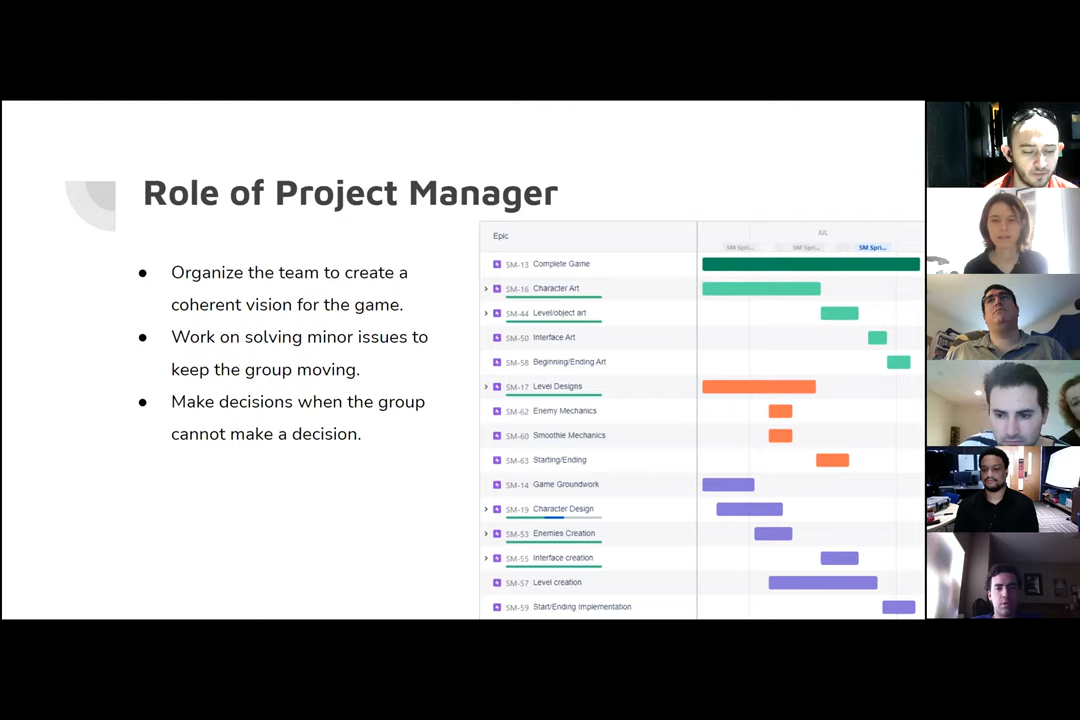 Role of Project Manager
Organize the team to create a
coherent vision for the game.
Work on solving minor issues to
keep the group moving.
Make decisions when the group
cannot make a decision.
Epic
JUL
SM Spri...
SM Spri...
SM Spri...
SM-13 Complete Game
SM-16 Character Art
SM-44 Level/object art
SM-50 Interface Art
SM-58 Beginning/Ending Art
SM-17 Level Designs
SM-62 Enemy Mechanics
SM-60 Smoothie Mechanics
SM-63 Starting/Ending
SM-14 Game Groundwork
SM-19 Character Design
SM-53 Enemies Creation
SM-55 Interface creation
SM-57 Level creation
SM-59 Start/Ending Implementation